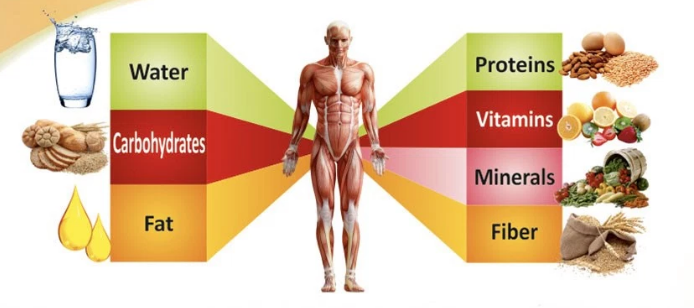 Water
Carbohydrates
Fat
Proteins
Vitamins
Minerals
Fiber